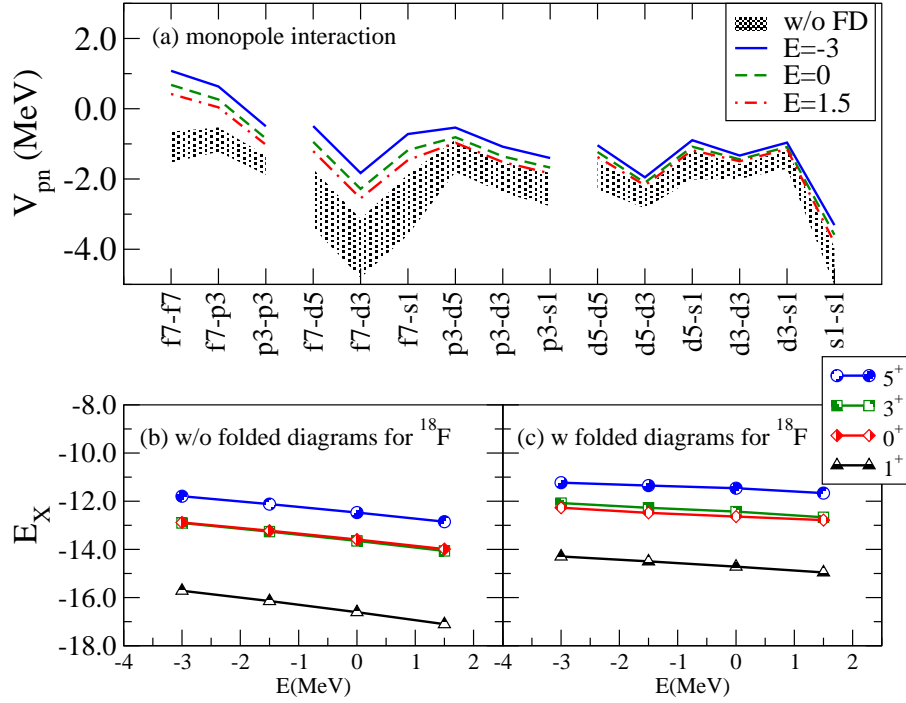 (a) monopole interaction
w/o FD
E=-3
E=0
E=1.5
V_pn (MeV)
2.0
0.0
-2.0
-4.0
f7-f7
f7-p3
p3-p3
f7-d5
f7-d3
f7-s1
p3-d5
p3-d3
p3-s1
d5-d5
d5-d3
d5-s1
d3-d3
d3-s1
s1-s1
5⁺
3⁺
0⁺
1⁺
(b) w/o folded diagrams for ¹⁸F
(c) w folded diagrams for ¹⁸F
E_X
-8.0
-10.0
-12.0
-14.0
-16.0
-18.0
-4 -3 -2 -1 0 1 2
-4 -3 -2 -1 0 1 2
E(MeV)
E(MeV)